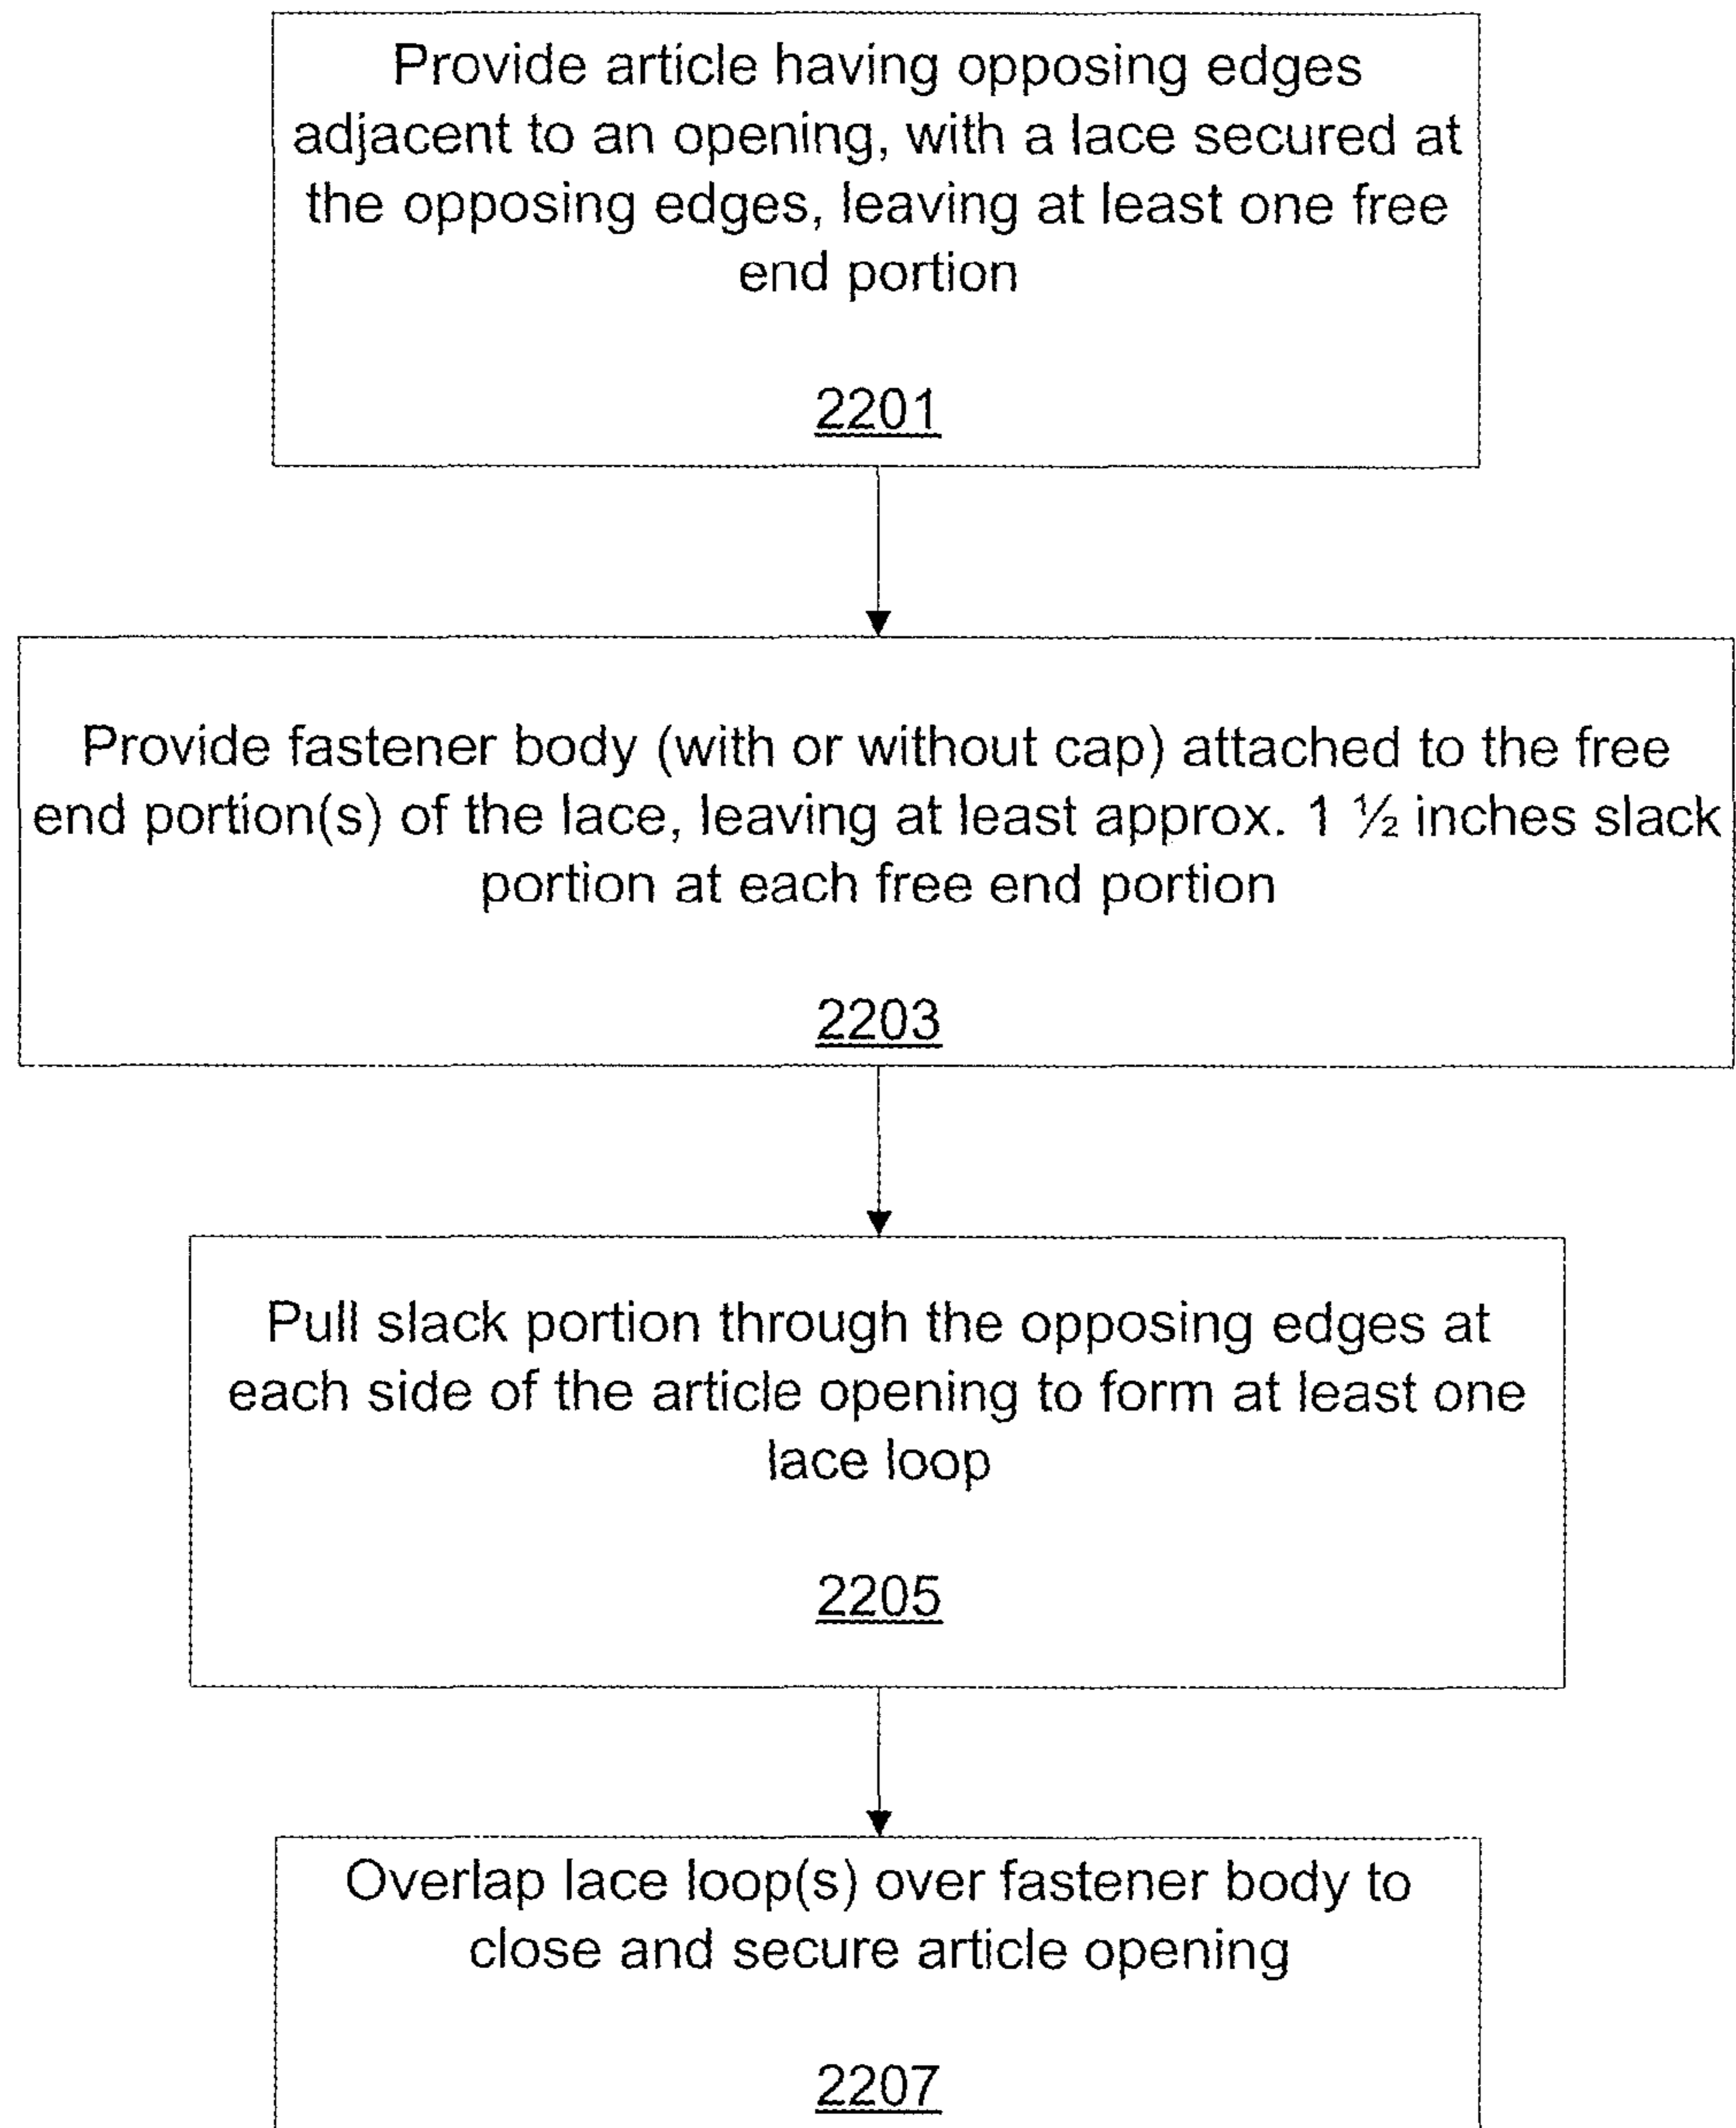 Provide article having opposing edges
adjacent to an opening, with a lace secured at
the opposing edges, leaving at least one free
end portion
2201
Provide fastener body (with or without cap) attached to the free
end portion(s) of the lace, leaving at least approx. 1 ½ inches slack
portion at each free end portion
2203
Pull slack portion through the opposing edges at
each side of the article opening to form at least one
lace loop
2205
Overlap lace loop(s) over fastener body to
close and secure article opening
2207